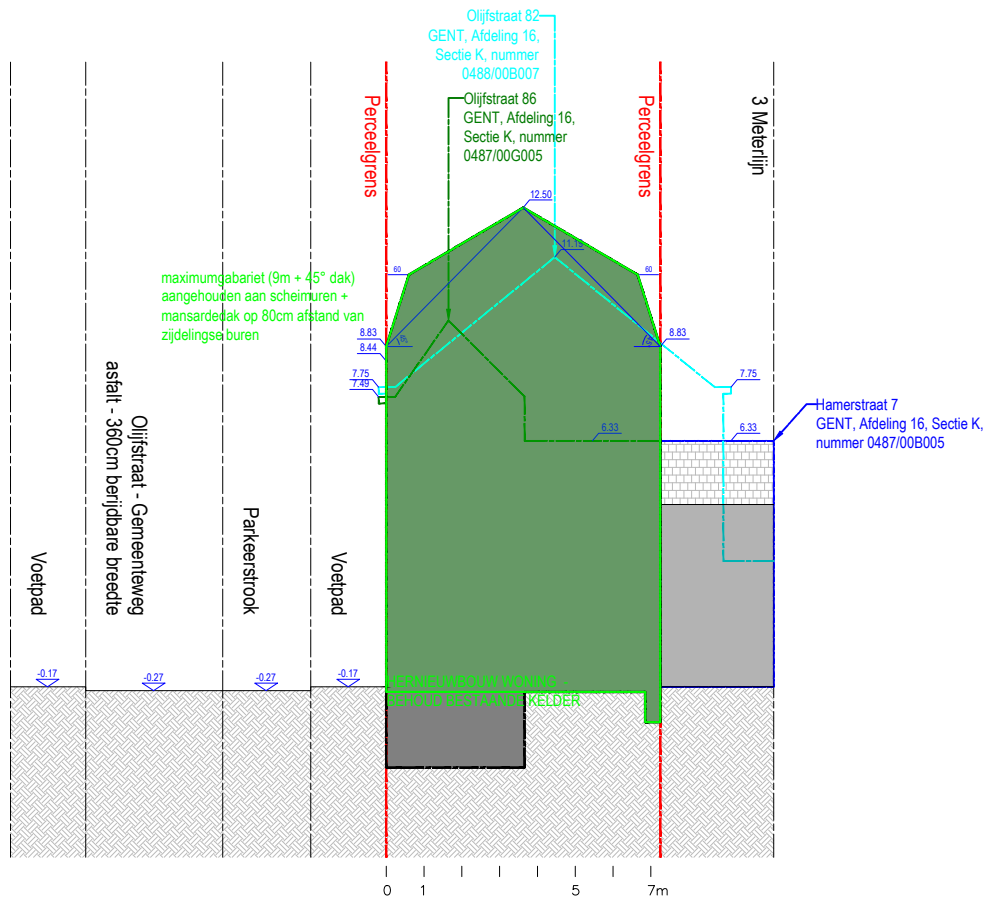 Olijfstraat 82
GENT, Afdeling 16,
Sectie K, nummer
0488/00B007
Olijfstraat 86
GENT, Afdeling 16,
Sectie K, nummer
0487/00G005
Perceelgrens
Perceelgrens
3 Meterlijn
12.50
11.19
60
60
maximumgabariet (9m + 45° dak)
aangehouden aan scheimuren +
mansardedak op 80cm afstand van
zijdelingse buren
8.83
8.44
8.83
7.75
7.49
7.75
6.33
6.33
Hamerstraat 7
GENT, Afdeling 16, Sectie K,
nummer 0487/00B005
Voetpad
Olijfstraat - Gemeenteweg
asfalt - 360cm berijdbare breedte
Parkeerstrook
Voetpad
-0.17
-0.27
-0.27
-0.17
HERNIEUWBOUW WONING -
BEHOUD BESTAANDE KELDER
0 1 5 7m